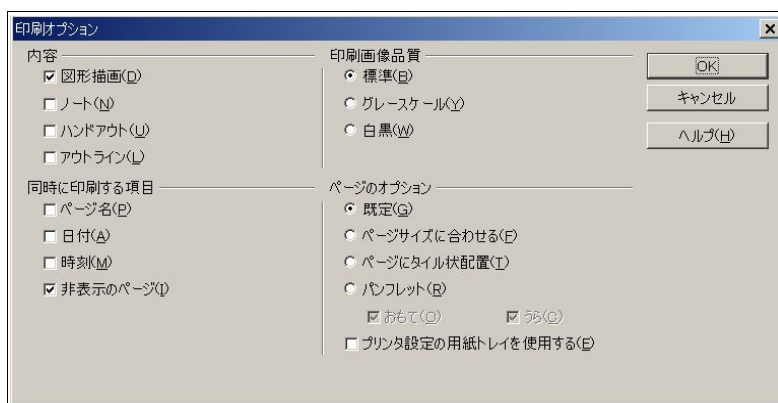 印刷オプション
内容
図形描画(D)
ノート(N)
ハンドアウト(U)
アウトライン(L)
同時に印刷する項目
ページ名(P)
日付(A)
時刻(M)
非表示のページ(I)
印刷画像品質
標準(B)
グレースケール(Y)
白黒(W)
ページのオプション
既定(G)
ページサイズに合わせる(F)
ページにタイル状配置(T)
パンフレット(R)
おもて(O) うら(C)
プリンタ設定の用紙トレイを使用する(E)
OK
キャンセル
ヘルプ(H)